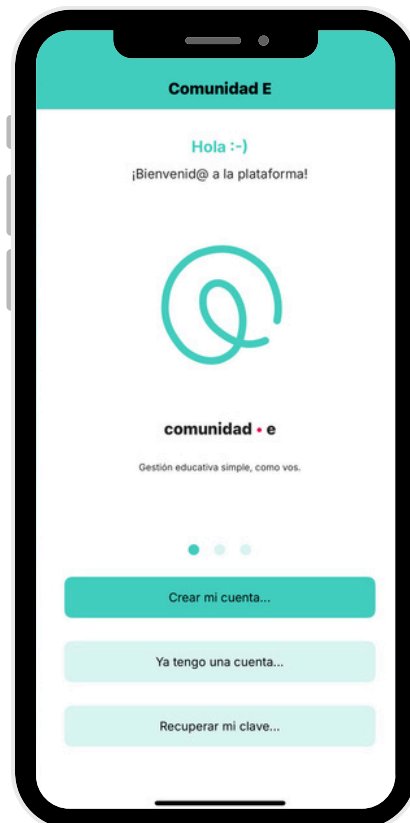 Comunidad E
Hola :-)
¡Bienvenid@ a la plataforma!
comunidad • e
Gestión educativa simple, como vos.
Crear mi cuenta...
Ya tengo una cuenta...
Recuperar mi clave...